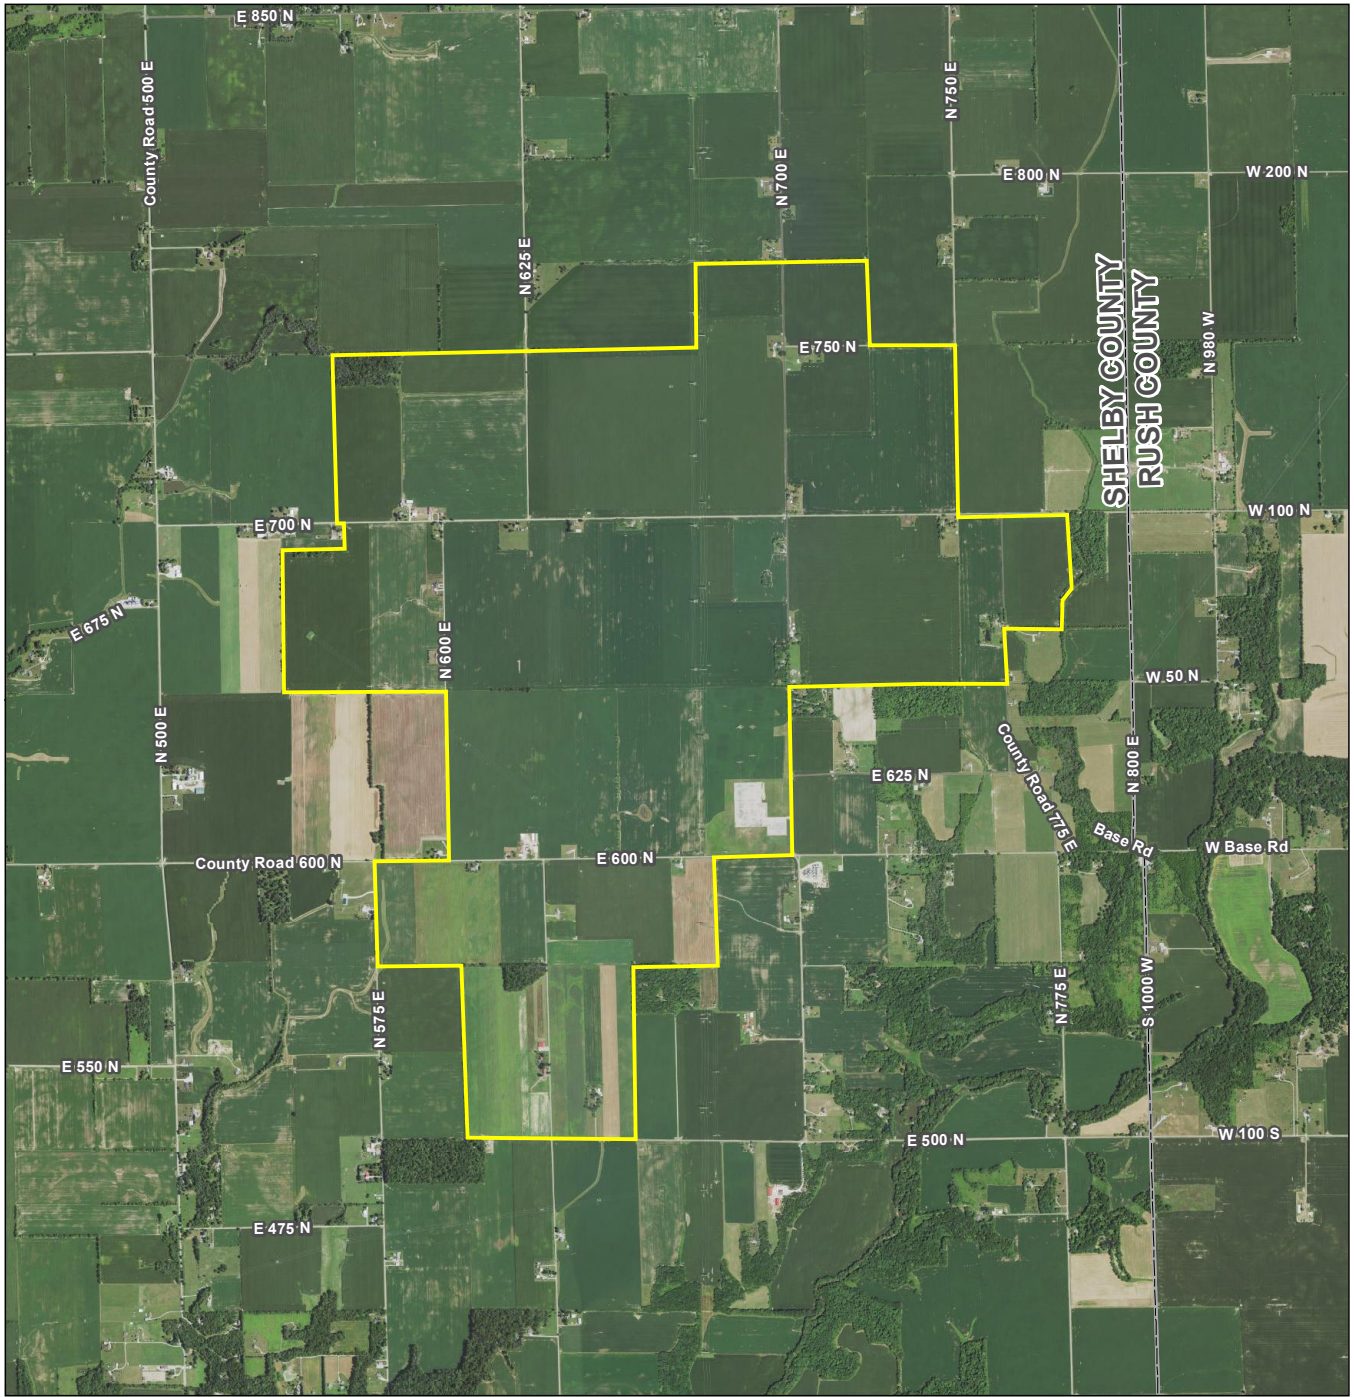 E 850 N
County Road 500 E
N 750 E
N 700 E
E 800 N
W 200 N
N 625 E
SHELBY COUNTY
RUSH COUNTY
N 980 W
E 750 N
W 100 N
E 700 N
E 675 N
N 600 E
W 50 N
N 500 E
County Road 775 E
N 800 E
E 625 N
Base Rd
W Base Rd
County Road 600 N
E 600 N
N 575 E
N 775 E
S 1000 W
E 550 N
E 500 N
W 100 S
E 475 N